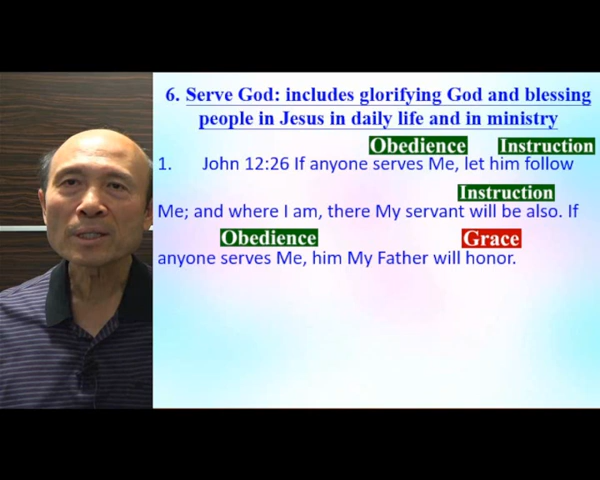 6. Serve God: includes glorifying God and blessing
people in Jesus in daily life and in ministry
Obedience Instruction
1. John 12:26 If anyone serves Me, let him follow
Instruction
Me; and where I am, there My servant will be also. If
Obedience Grace
anyone serves Me, him My Father will honor.